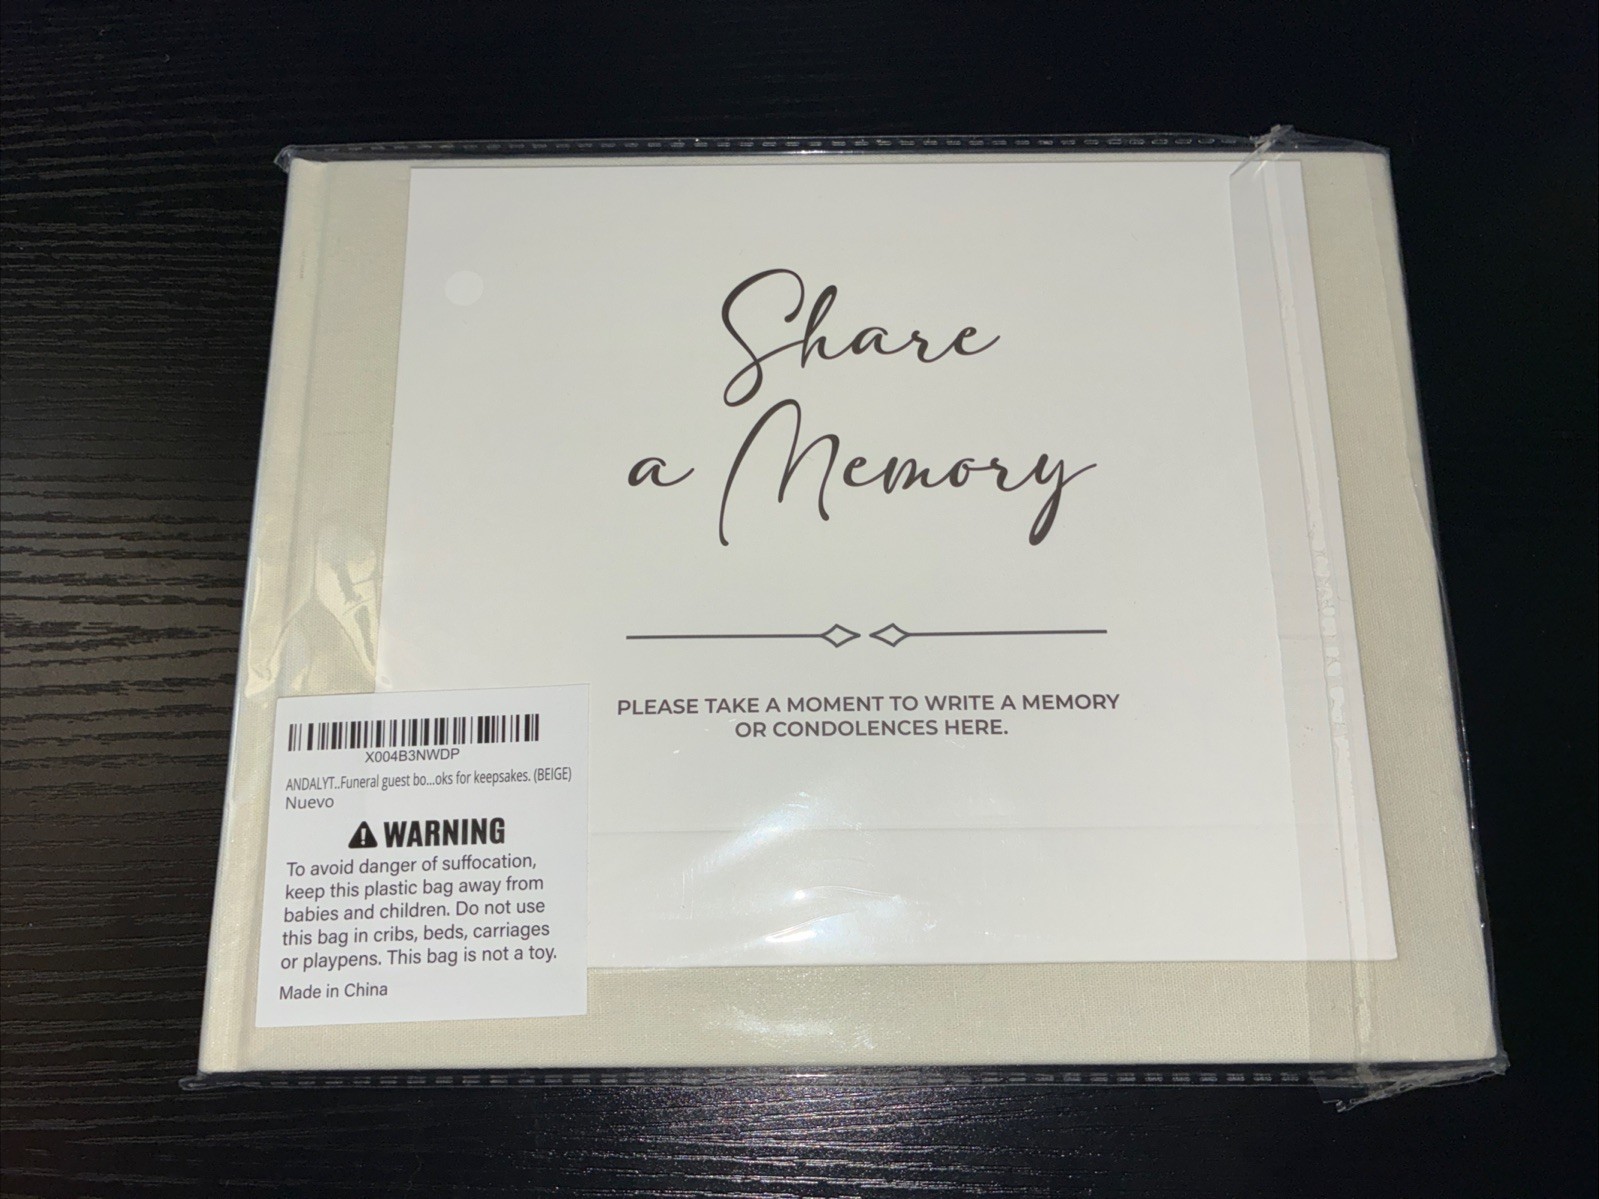 Share
a Memory
PLEASE TAKE A MOMENT TO WRITE A MEMORY
OR CONDOLENCES HERE.
X004B3NWDP
ANDALYT..Funeral guest bo...oks for keepsakes. (BEIGE)
Nuevo
WARNING
To avoid danger of suffocation,
keep this plastic bag away from
babies and children. Do not use
this bag in cribs, beds, carriages
or playpens. This bag is not a toy.
Made in China